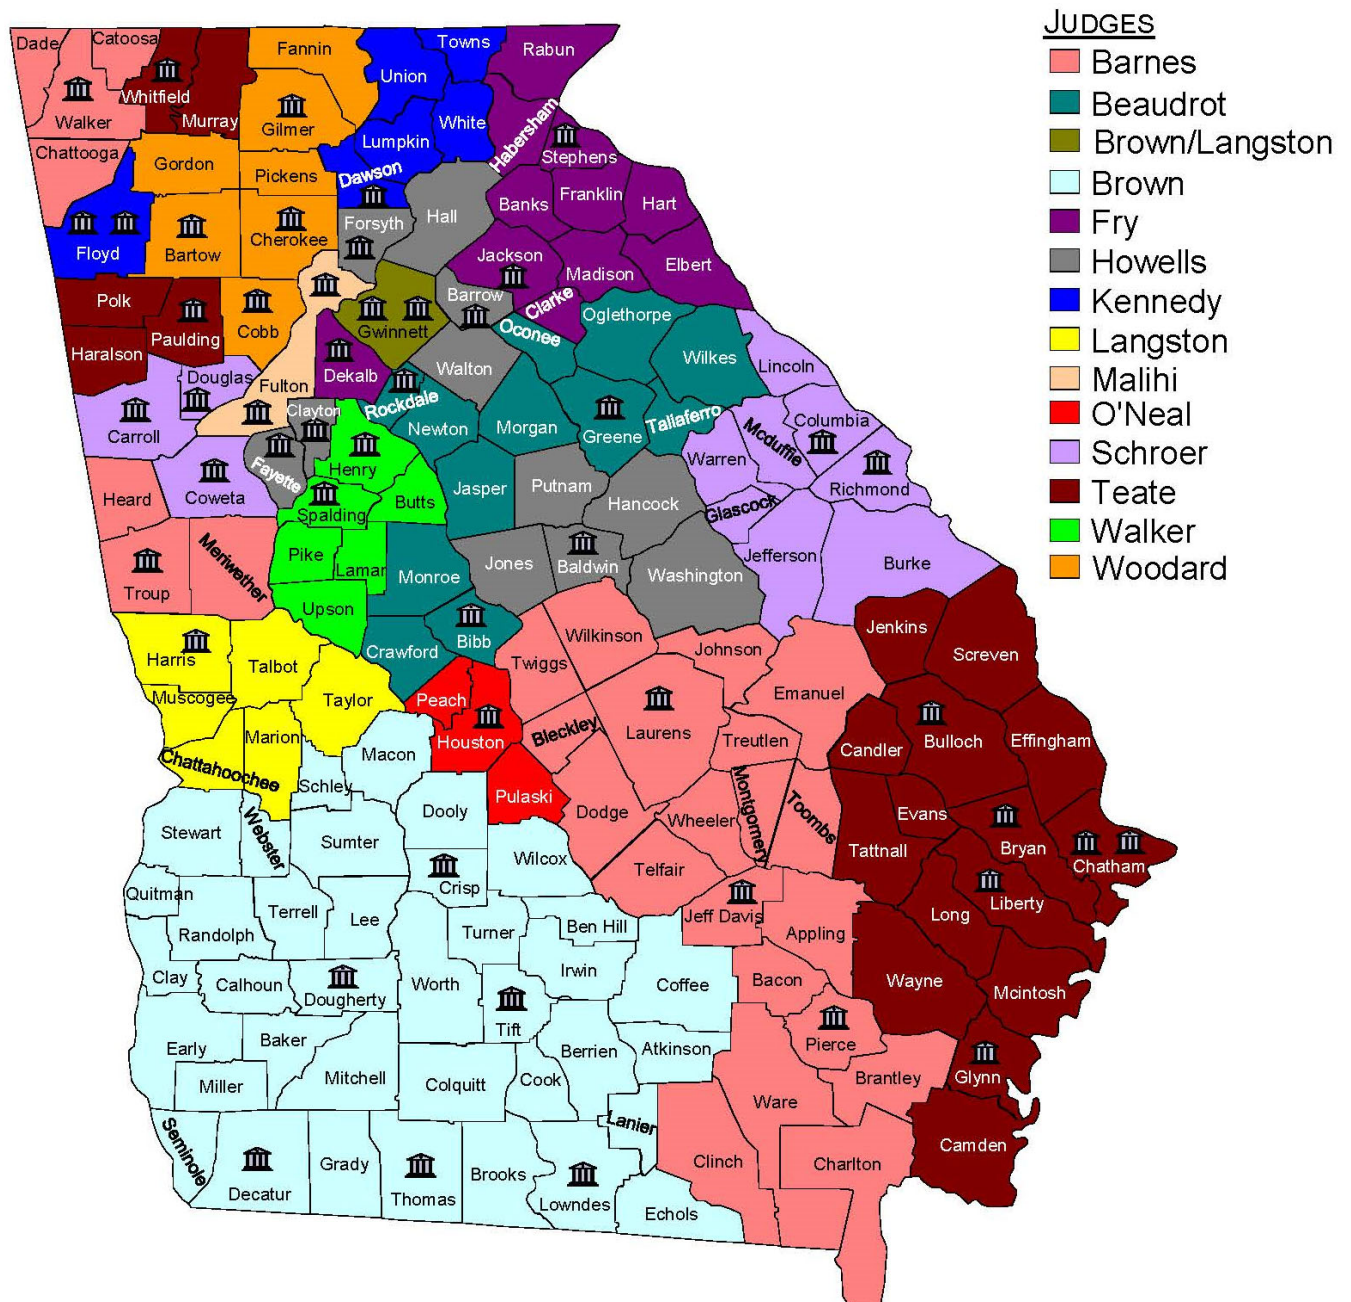 JUDGES
Barnes
Beaudrot
Brown/Langston
Brown
Fry
Howells
Kennedy
Langston
Malihi
O'Neal
Schroer
Teate
Walker
Woodard
Dade
Catoosa
Whitfield
Walker
Murray
Fannin
Gilmer
Union
Towns
Rabun
White
Lumpkin
Habersham
Stephens
Chattooga
Gordon
Pickens
Dawson
Floyd
Bartow
Cherokee
Forsyth
Hall
Banks
Franklin
Hart
Jackson
Madison
Elbert
Polk
Paulding
Haralson
Cobb
Gwinnett
Barrow
Clarke
Oconee
Oglethorpe
Wilkes
Lincoln
Douglas
Fulton
Dekalb
Walton
Carroll
Clayton
Rockdale
Newton
Morgan
Greene
Taliaferro
Columbia
Mcduffie
Warren
Richmond
Coweta
Fayette
Henry
Butts
Jasper
Putnam
Hancock
Glascock
Heard
Spalding
Pike
Lamar
Monroe
Jones
Baldwin
Washington
Jefferson
Burke
Troup
Meriwether
Upson
Bibb
Crawford
Twiggs
Wilkinson
Johnson
Jenkins
Screven
Harris
Talbot
Muscogee
Taylor
Peach
Houston
Bleckley
Laurens
Emanuel
Treutlen
Candler
Bulloch
Effingham
Marion
Chattahoochee
Macon
Schley
Pulaski
Dooly
Dodge
Wheeler
Montgomery
Toombs
Evans
Tattnall
Bryan
Chatham
Stewart
Webster
Sumter
Crisp
Wilcox
Telfair
Jeff Davis
Appling
Long
Liberty
Quitman
Randolph
Terrell
Lee
Turner
Ben Hill
Irwin
Coffee
Bacon
Wayne
Mcintosh
Clay
Calhoun
Dougherty
Worth
Tift
Pierce
Early
Baker
Miller
Mitchell
Colquitt
Cook
Berrien
Atkinson
Ware
Brantley
Glynn
Seminole
Decatur
Grady
Thomas
Brooks
Lowndes
Lanier
Echols
Clinch
Charlton
Camden